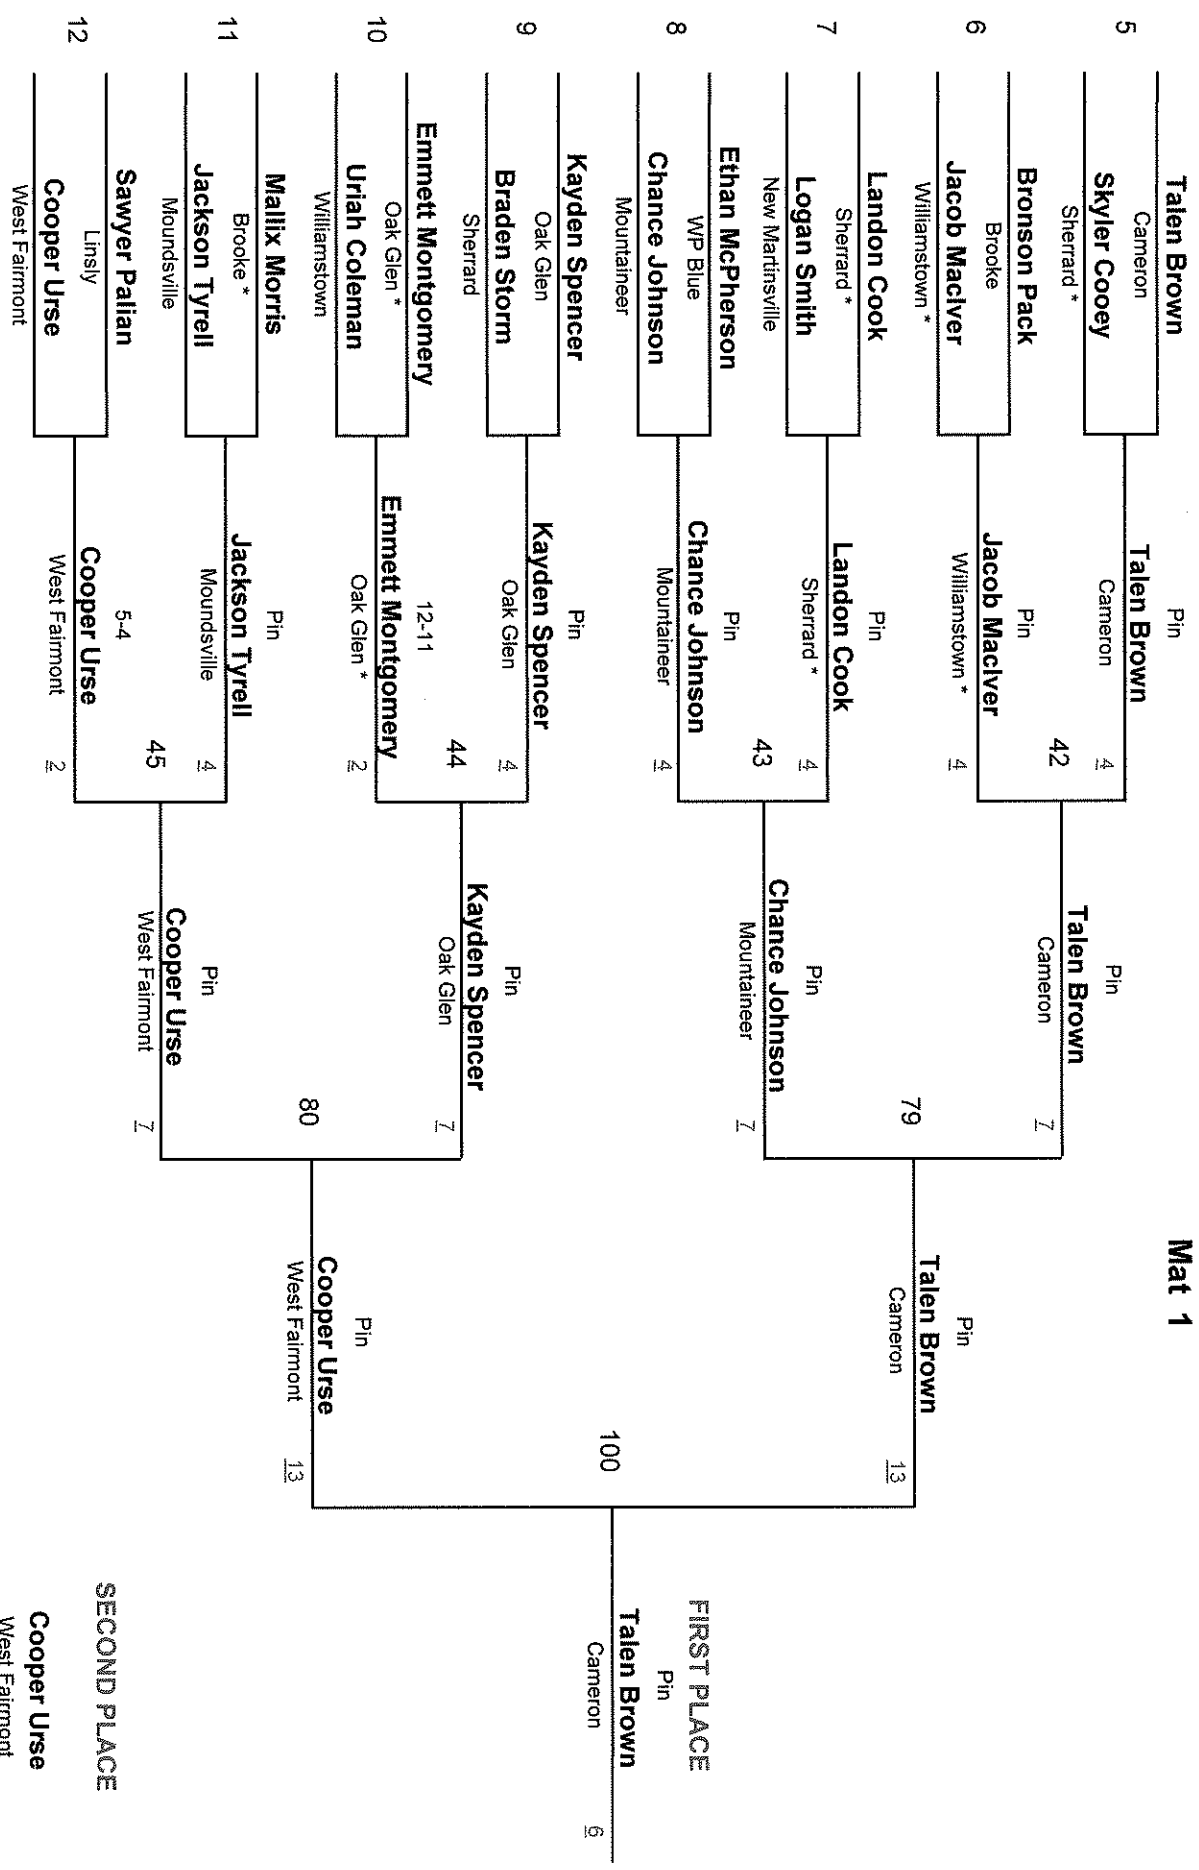 Mat 1
5
Talen Brown
Cameron
Skyler Cooey
Sherrard *
6
Bronson Pack
Brooke
Jacob MacIver
Williamstown *
7
Landon Cook
Sherrard *
Logan Smith
New Martinsville
8
Ethan McPherson
WP Blue
Chance Johnson
Mountaineer
9
Kayden Spencer
Oak Glen
Braden Storm
Sherrard
10
Emmett Montgomery
Oak Glen *
Uriah Coleman
Williamstown
11
Mallix Morris
Brooke *
Jackson Tyrell
Moundsville
12
Sawyer Palian
Linsly
Cooper Urse
West Fairmont
Pin
Talen Brown
Cameron
4
42
Pin
Jacob MacIver
Williamstown *
4
Pin
Landon Cook
Sherrard *
4
43
Pin
Chance Johnson
Mountaineer
4
Pin
Kayden Spencer
Oak Glen
4
44
12-11
Emmett Montgomery
Oak Glen *
2
Pin
Jackson Tyrell
Moundsville
4
45
5-4
Cooper Urse
West Fairmont
2
Pin
Talen Brown
Cameron
7
79
Pin
Chance Johnson
Mountaineer
7
Pin
Kayden Spencer
Oak Glen
7
80
Pin
Cooper Urse
West Fairmont
7
Pin
Talen Brown
Cameron
13
100
Pin
Cooper Urse
West Fairmont
13
FIRST PLACE
Pin
Talen Brown
Cameron
6
SECOND PLACE
Cooper Urse
West Fairmont